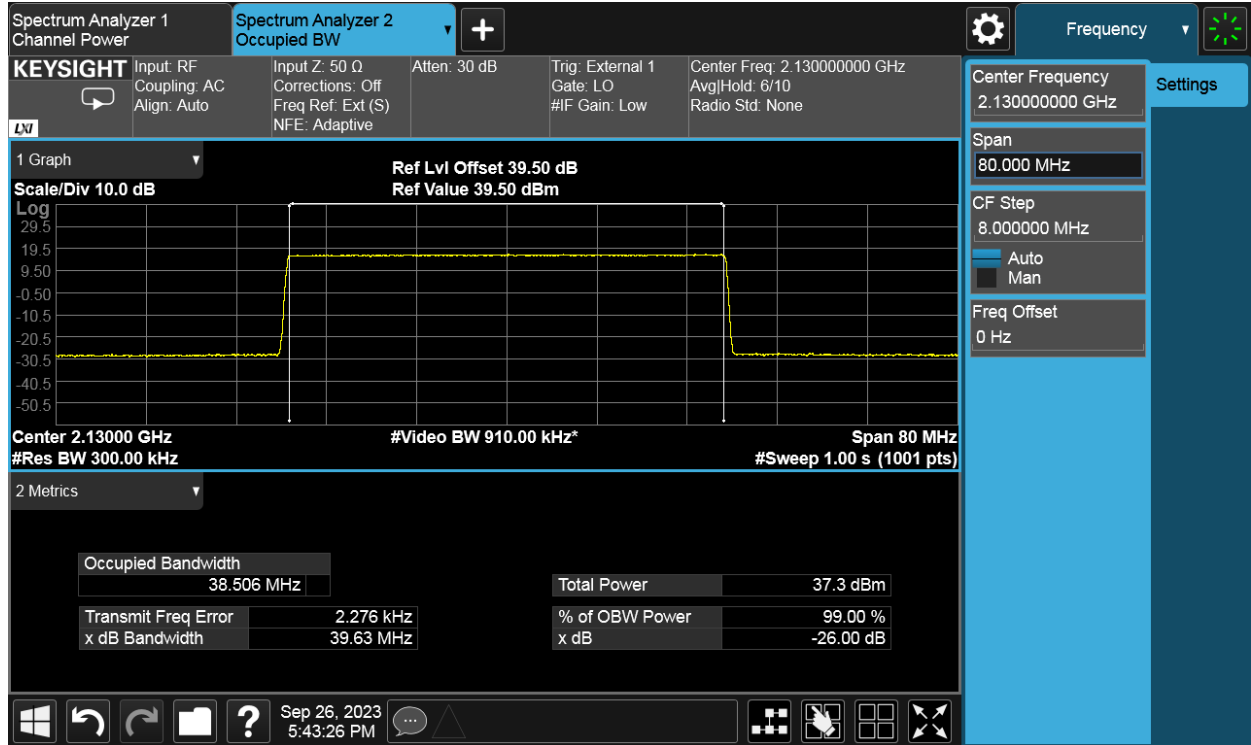 Spectrum Analyzer 1
Channel Power
Spectrum Analyzer 2
Occupied BW
Frequency
KEYSIGHT
LXI
Input: RF
Coupling: AC
Align: Auto
Input Z: 50 Ω
Corrections: Off
Freq Ref: Ext (S)
NFE: Adaptive
Atten: 30 dB
Trig: External 1
Gate: LO
#IF Gain: Low
Center Freq: 2.130000000 GHz
Avg|Hold: 6/10
Radio Std: None
Center Frequency
2.130000000 GHz
Settings
Span
80.000 MHz
CF Step
8.000000 MHz
Auto
Man
Freq Offset
0 Hz
1 Graph
Scale/Div 10.0 dB
Ref Lvl Offset 39.50 dB
Ref Value 39.50 dBm
Log
29.5
19.5
9.50
-0.50
-10.5
-20.5
-30.5
-40.5
-50.5
Center 2.13000 GHz
#Video BW 910.00 kHz*
Span 80 MHz
#Res BW 300.00 kHz
#Sweep 1.00 s (1001 pts)
2 Metrics
Occupied Bandwidth
38.506 MHz
Total Power 37.3 dBm
Transmit Freq Error 2.276 kHz
% of OBW Power 99.00 %
x dB Bandwidth 39.63 MHz
x dB -26.00 dB
?
Sep 26, 2023
5:43:26 PM